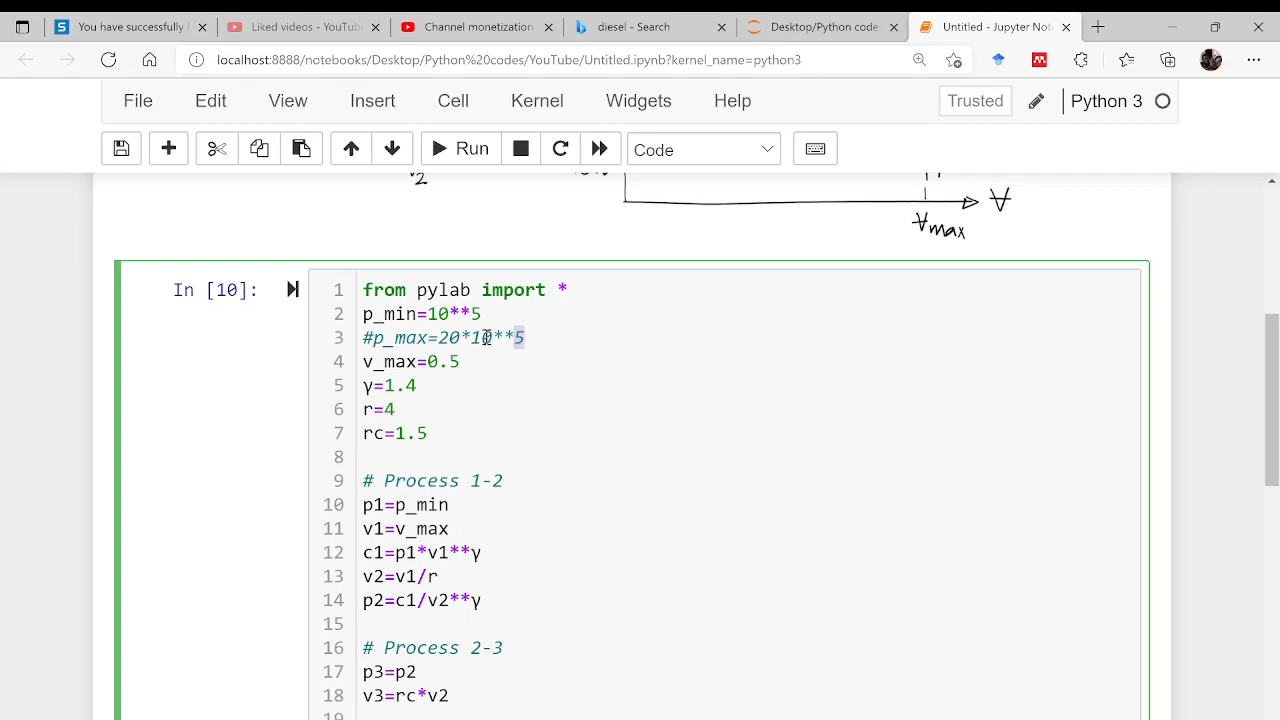 You have successfully
Liked videos - YouTub
Channel monetization
diesel - Search
Desktop/Python code
Untitled - Jupyter Not
localhost:8888/notebooks/Desktop/Python%20codes/YouTube/Untitled.ipynb?kernel_name=python3
File Edit View Insert Cell Kernel Widgets Help
Trusted
Python 3
Run
Code
V
Vmax
In [10]:
1 from pylab import *
2 p_min=10**5
3 #p_max=20*10**5
4 v_max=0.5
5 γ=1.4
6 r=4
7 rc=1.5
8
9 # Process 1-2
10 p1=p_min
11 v1=v_max
12 c1=p1*v1**γ
13 v2=v1/r
14 p2=c1/v2**γ
15
16 # Process 2-3
17 p3=p2
18 v3=rc*v2